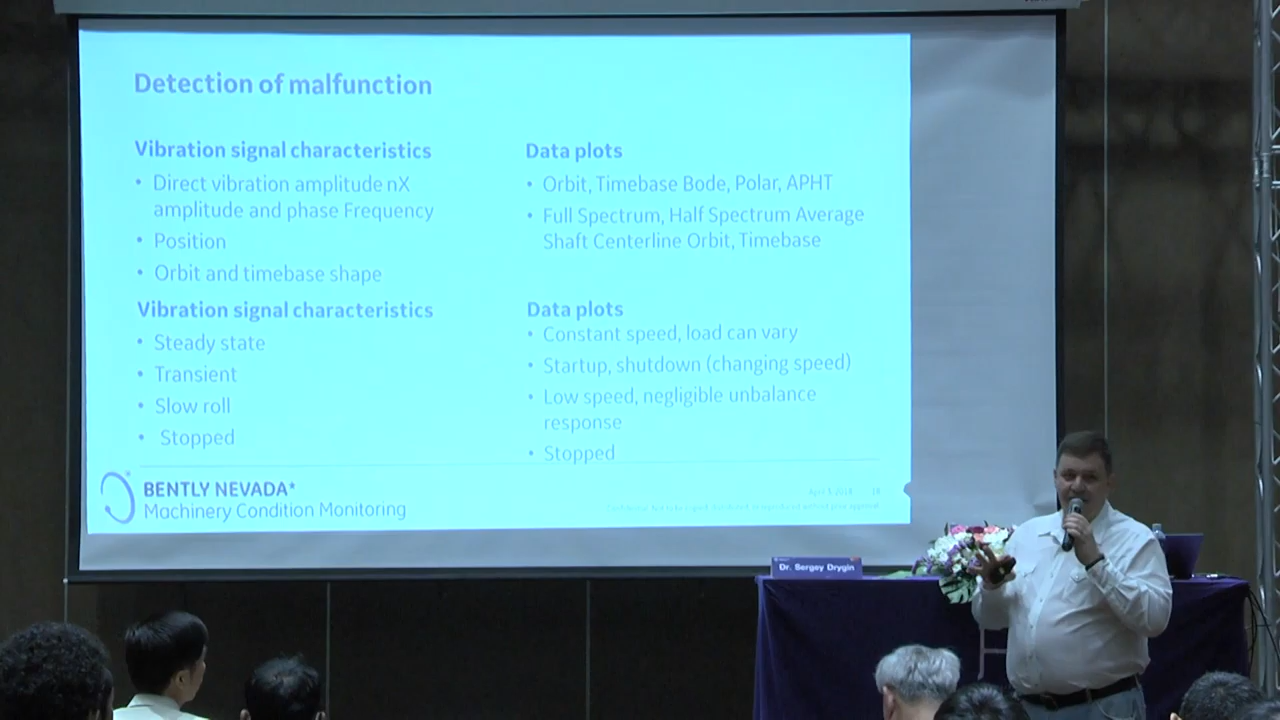 Detection of malfunction
Vibration signal characteristics
• Direct vibration amplitude nX
amplitude and phase Frequency
• Position
• Orbit and timebase shape
Vibration signal characteristics
• Steady state
• Transient
• Slow roll
• Stopped
Data plots
• Orbit, Timebase Bode, Polar, APHT
• Full Spectrum, Half Spectrum Average
Shaft Centerline Orbit, Timebase
Data plots
• Constant speed, load can vary
• Startup, shutdown (changing speed)
• Low speed, negligible unbalance
response
• Stopped
BENTLY NEVADA*
Machinery Condition Monitoring
Dr. Sergey Drygin